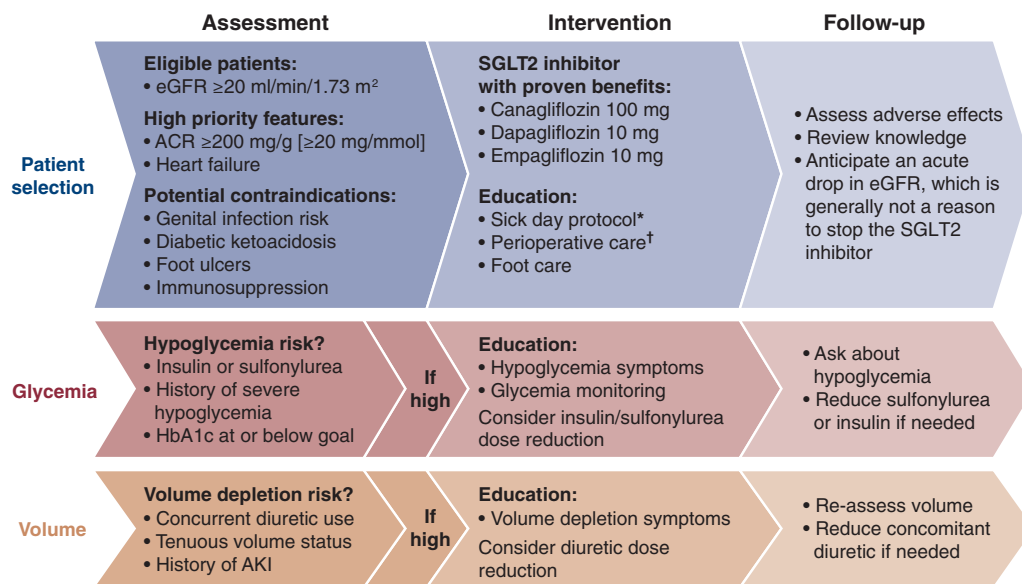 Assessment
Intervention
Follow-up
Patient
selection
Eligible patients:
• eGFR ≥20 ml/min/1.73 m²
High priority features:
• ACR ≥200 mg/g [≥20 mg/mmol]
• Heart failure
Potential contraindications:
• Genital infection risk
• Diabetic ketoacidosis
• Foot ulcers
• Immunosuppression
SGLT2 inhibitor
with proven benefits:
• Canagliflozin 100 mg
• Dapagliflozin 10 mg
• Empagliflozin 10 mg
Education:
• Sick day protocol*
• Perioperative care†
• Foot care
• Assess adverse effects
• Review knowledge
• Anticipate an acute
drop in eGFR, which is
generally not a reason
to stop the SGLT2
inhibitor
Glycemia
Hypoglycemia risk?
• Insulin or sulfonylurea
• History of severe
hypoglycemia
• HbA1c at or below goal
If
high
Education:
• Hypoglycemia symptoms
• Glycemia monitoring
Consider insulin/sulfonylurea
dose reduction
• Ask about
hypoglycemia
• Reduce sulfonylurea
or insulin if needed
Volume
Volume depletion risk?
• Concurrent diuretic use
• Tenuous volume status
• History of AKI
If
high
Education:
• Volume depletion symptoms
Consider diuretic dose
reduction
• Re-assess volume
• Reduce concomitant
diuretic if needed